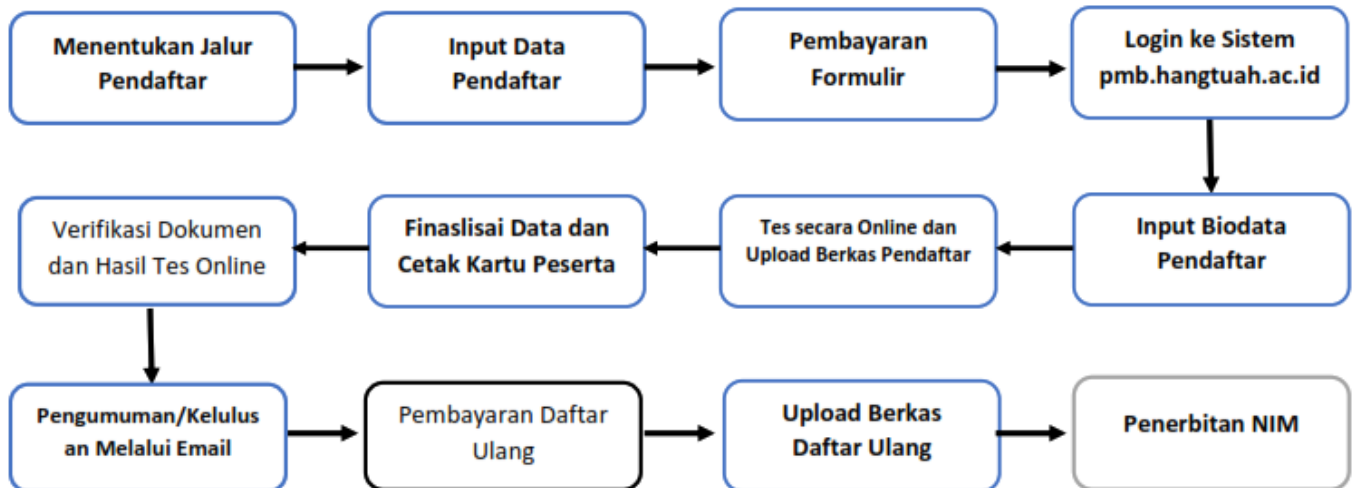 Menentukan Jalur
Pendaftar
Input Data
Pendaftar
Pembayaran
Formulir
Login ke Sistem
pmb.hangtuah.ac.id
Input Biodata
Pendaftar
Tes secara Online dan
Upload Berkas Pendaftar
Finaslisai Data dan
Cetak Kartu Peserta
Verifikasi Dokumen
dan Hasil Tes Online
Pengumuman/Kelulus
an Melalui Email
Pembayaran Daftar
Ulang
Upload Berkas
Daftar Ulang
Penerbitan NIM